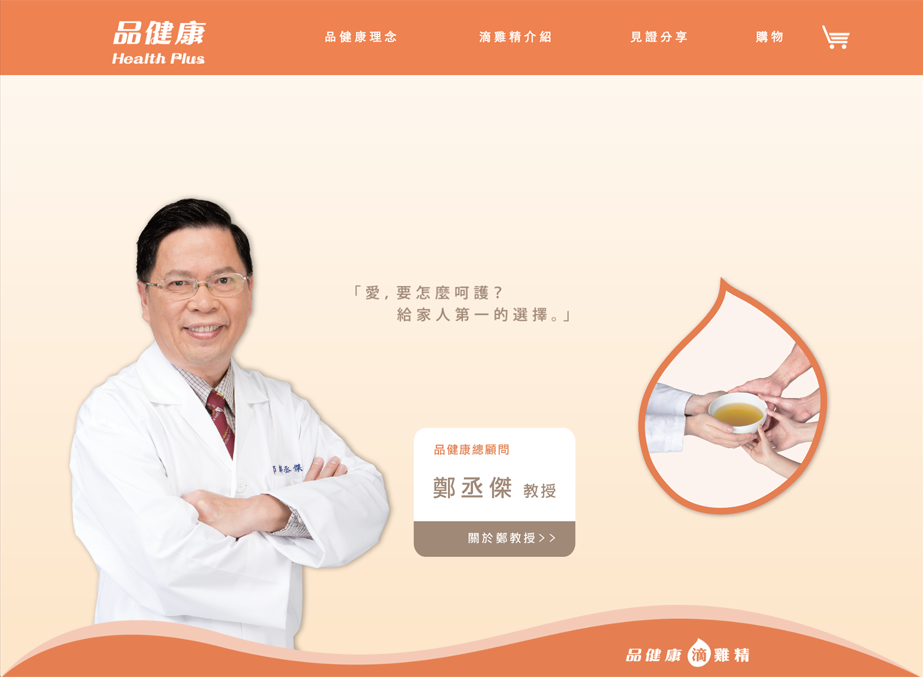 品健康
Health Plus
品健康理念
滴雞精介紹
見證分享
購物
「愛,要怎麼呵護？
給家人第一的選擇。」
品健康總顧問
鄭丞傑 教授
關於鄭教授>>
品健康滴雞精